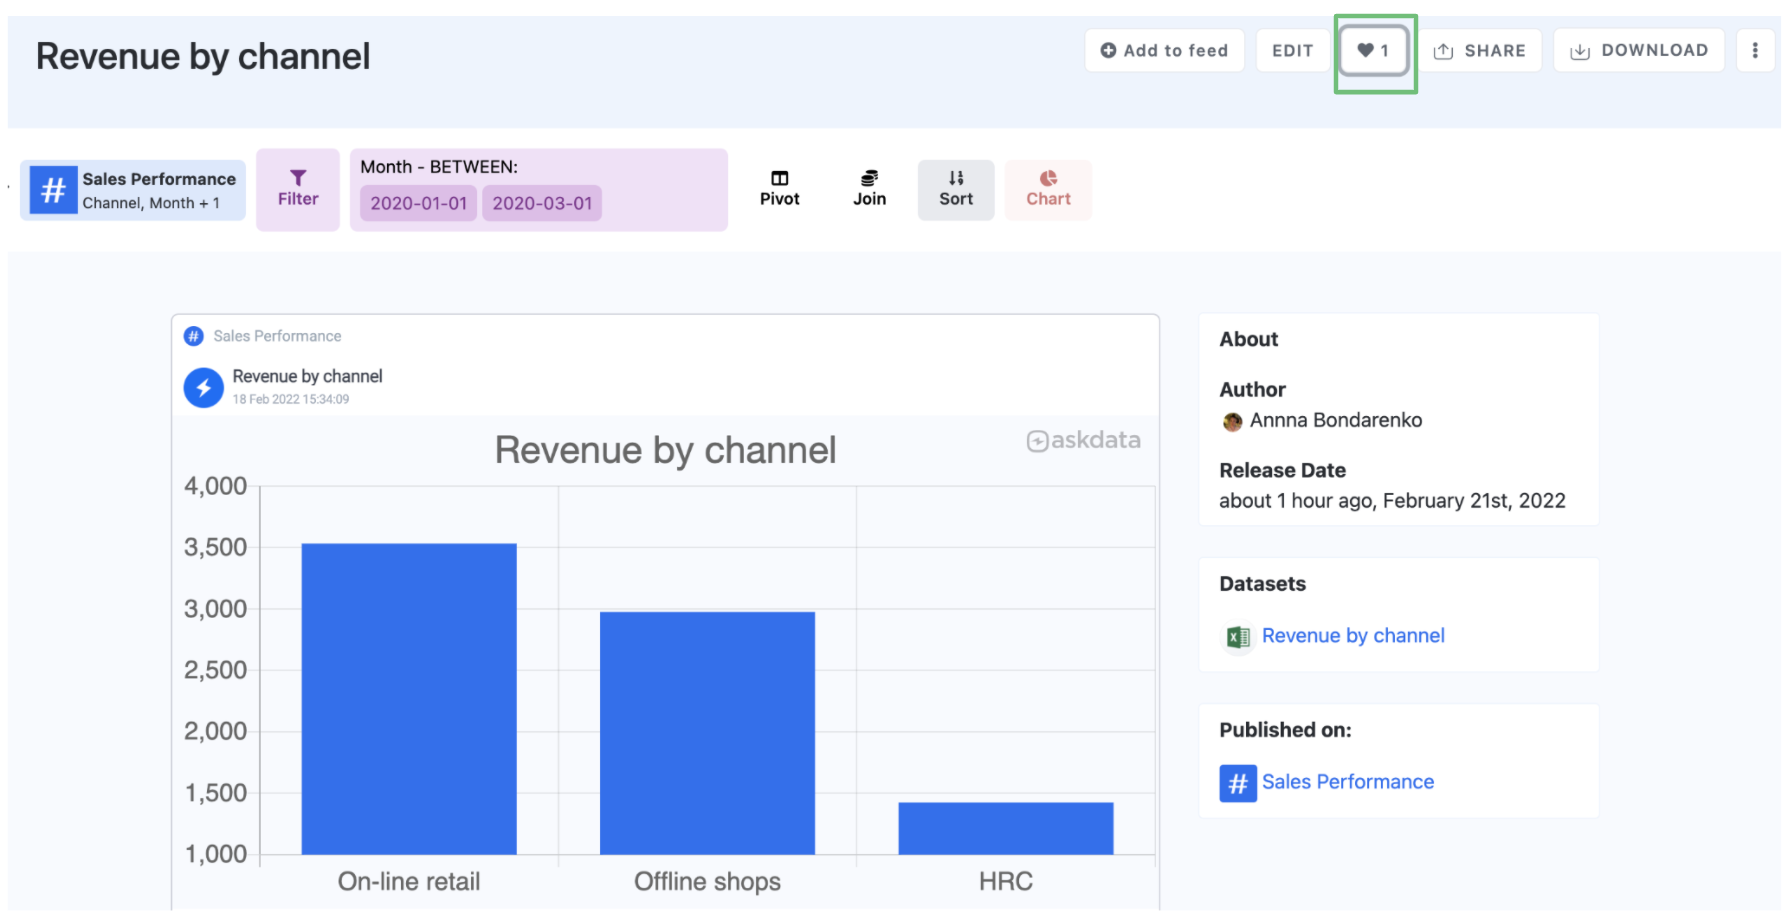 Revenue by channel
Add to feed
EDIT
1
SHARE
DOWNLOAD
# Sales Performance
Channel, Month + 1
Filter
Month - BETWEEN:
2020-01-01 2020-03-01
Pivot
Join
Sort
Chart
# Sales Performance
Revenue by channel
18 Feb 2022 15:34:09
Revenue by channel
askdata
4,000
3,500
3,000
2,500
2,000
1,500
1,000
On-line retail
Offline shops
HRC
About
Author
Annna Bondarenko
Release Date
about 1 hour ago, February 21st, 2022
Datasets
Revenue by channel
Published on:
# Sales Performance